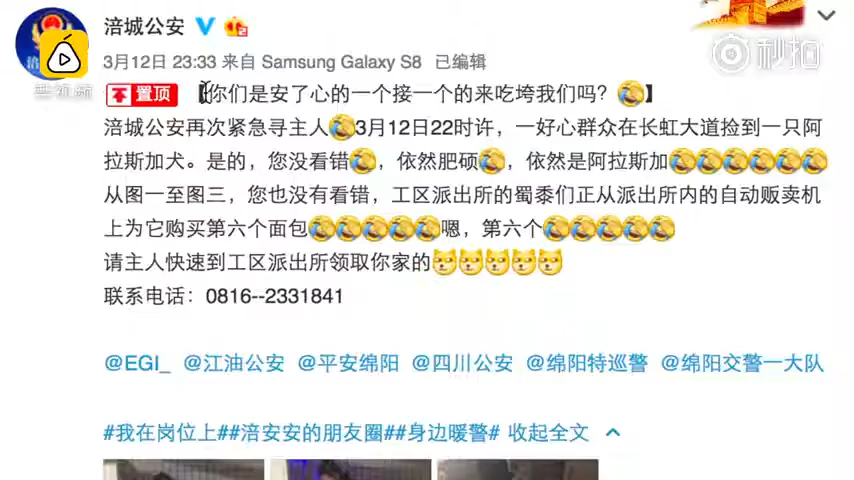 涪城公安
3月12日 23:33 来自 Samsung Galaxy S8 已编辑
秒拍
置顶 【你们是安了心的一个接一个的来吃垮我们吗?】
涪城公安再次紧急寻主人3月12日22时许，一好心群众在长虹大道捡到一只阿
拉斯加犬。是的，您没看错，依然肥硕，依然是阿拉斯加
从图一至图三，您也没有看错，工区派出所的蜀黍们正从派出所内的自动贩卖机
上为它购买第六个面包嗯，第六个
请主人快速到工区派出所领取你家的
联系电话：0816--2331841
@EGI_ @江油公安 @平安绵阳 @四川公安 @绵阳特巡警 @绵阳交警一大队
#我在岗位上##涪安安的朋友圈##身边暖警# 收起全文